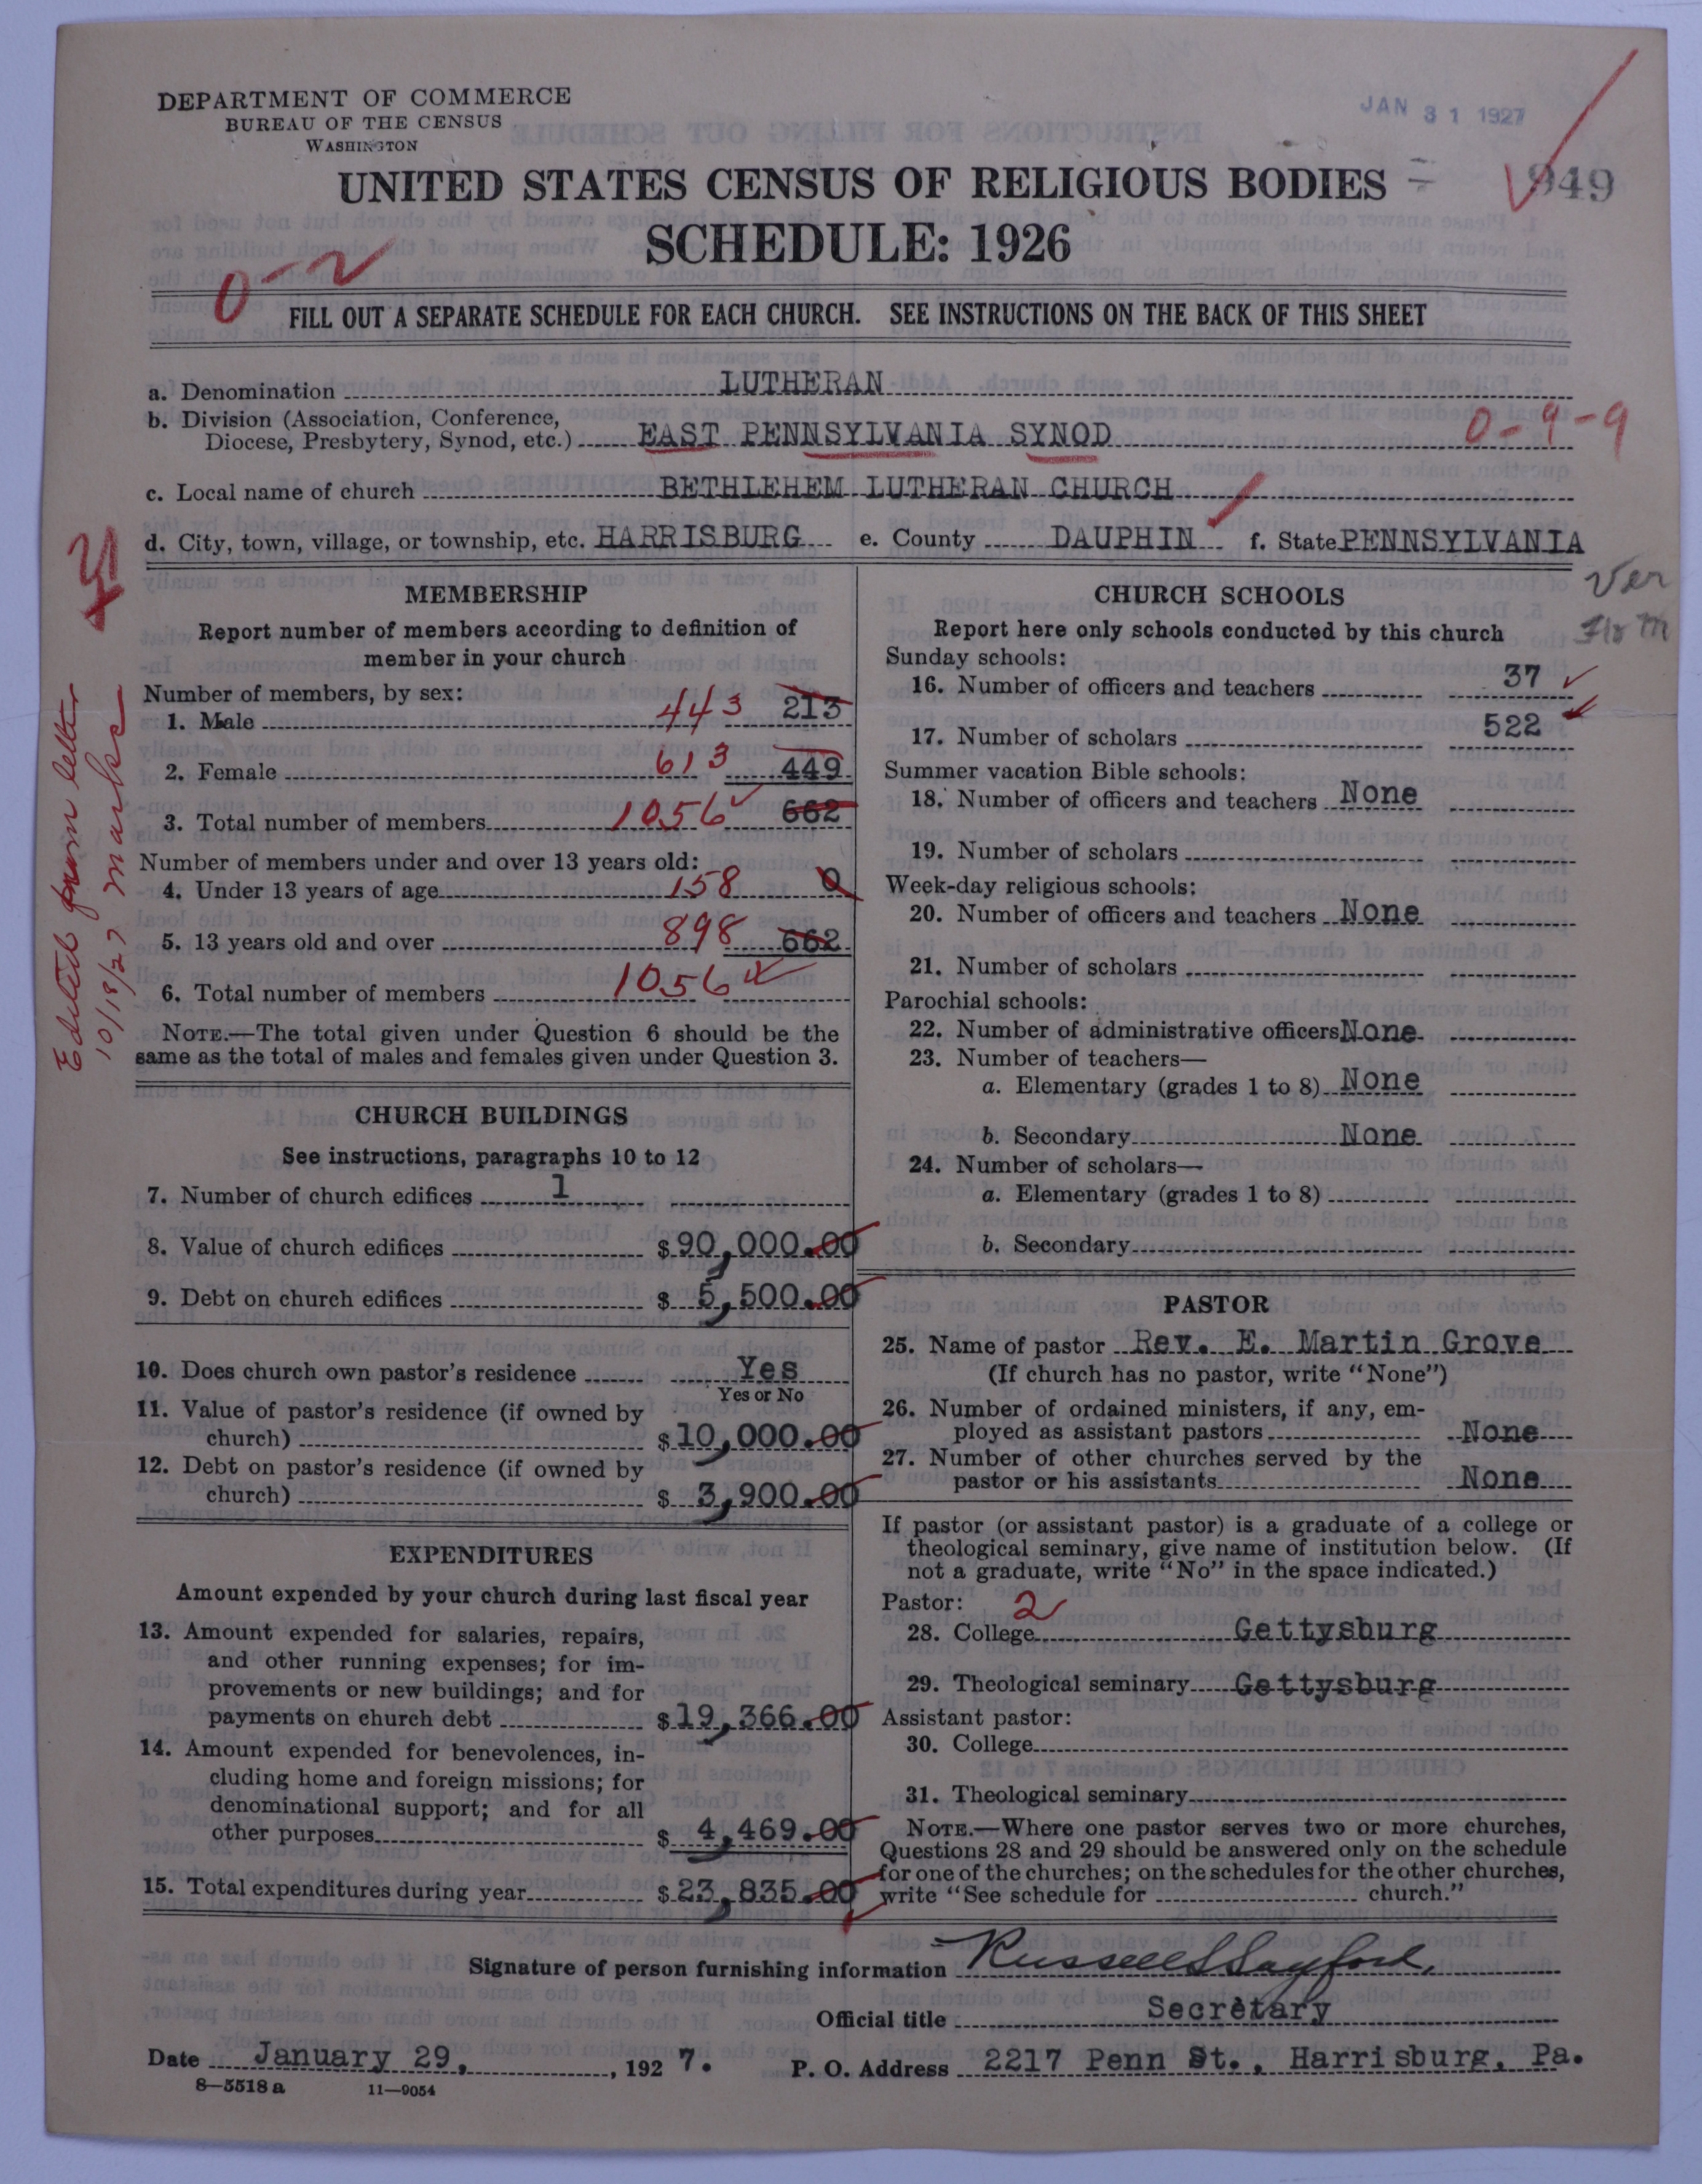 DEPARTMENT OF COMMERCE
BUREAU OF THE CENSUS
WASHINGTON
JAN 31 1927
UNITED STATES CENSUS OF RELIGIOUS BODIES
949
SCHEDULE: 1926
0-2
FILL OUT A SEPARATE SCHEDULE FOR EACH CHURCH. SEE INSTRUCTIONS ON THE BACK OF THIS SHEET
a. Denomination LUTHERAN
b. Division (Association, Conference,
Diocese, Presbytery, Synod, etc.) EAST PENNSYLVANIA SYNOD 0-9-9
c. Local name of church BETHLEHEM LUTHERAN CHURCH
d. City, town, village, or township, etc. HARRISBURG e. County DAUPHIN f. State PENNSYLVANIA
Ver
Edited from letter
10/18/27 Marks
MEMBERSHIP
Report number of members according to definition of
member in your church
Number of members, by sex:
1. Male 443 213
2. Female 613 449
3. Total number of members 1056 662
Number of members under and over 13 years old:
4. Under 13 years of age 158 0
5. 13 years old and over 898 662
6. Total number of members 1056
NOTE.—The total given under Question 6 should be the
same as the total of males and females given under Question 3.
CHURCH BUILDINGS
See instructions, paragraphs 10 to 12
7. Number of church edifices 1
8. Value of church edifices $90,000.00
9. Debt on church edifices $ 5,500.00
10. Does church own pastor's residence Yes
Yes or No
11. Value of pastor's residence (if owned by
church) $10,000.00
12. Debt on pastor's residence (if owned by
church) $ 3,900.00
EXPENDITURES
Amount expended by your church during last fiscal year
13. Amount expended for salaries, repairs,
and other running expenses; for im-
provements or new buildings; and for
payments on church debt $19,366.00
14. Amount expended for benevolences, in-
cluding home and foreign missions; for
denominational support; and for all
other purposes $ 4,469.00
15. Total expenditures during year $23,835.00
CHURCH SCHOOLS
Report here only schools conducted by this church
Sunday schools:
16. Number of officers and teachers 37
17. Number of scholars 522
Summer vacation Bible schools:
18. Number of officers and teachers None
19. Number of scholars
Week-day religious schools:
20. Number of officers and teachers None
21. Number of scholars
Parochial schools:
22. Number of administrative officers None
23. Number of teachers—
a. Elementary (grades 1 to 8) None
b. Secondary None
24. Number of scholars—
a. Elementary (grades 1 to 8)
b. Secondary
PASTOR
25. Name of pastor Rev. E. Martin Grove
(If church has no pastor, write "None")
26. Number of ordained ministers, if any, em-
ployed as assistant pastors None
27. Number of other churches served by the
pastor or his assistants None
If pastor (or assistant pastor) is a graduate of a college or
theological seminary, give name of institution below. (If
not a graduate, write "No" in the space indicated.)
Pastor: 2
28. College Gettysburg
29. Theological seminary Gettysburg
Assistant pastor:
30. College
31. Theological seminary
NOTE.—Where one pastor serves two or more churches,
Questions 28 and 29 should be answered only on the schedule
for one of the churches; on the schedules for the other churches,
write "See schedule for church."
Signature of person furnishing information Russell S Sayford,
Official title Secretary
Date January 29, , 1927. P. O. Address 2217 Penn St., Harrisburg, Pa.
8—5518 a 11—9054